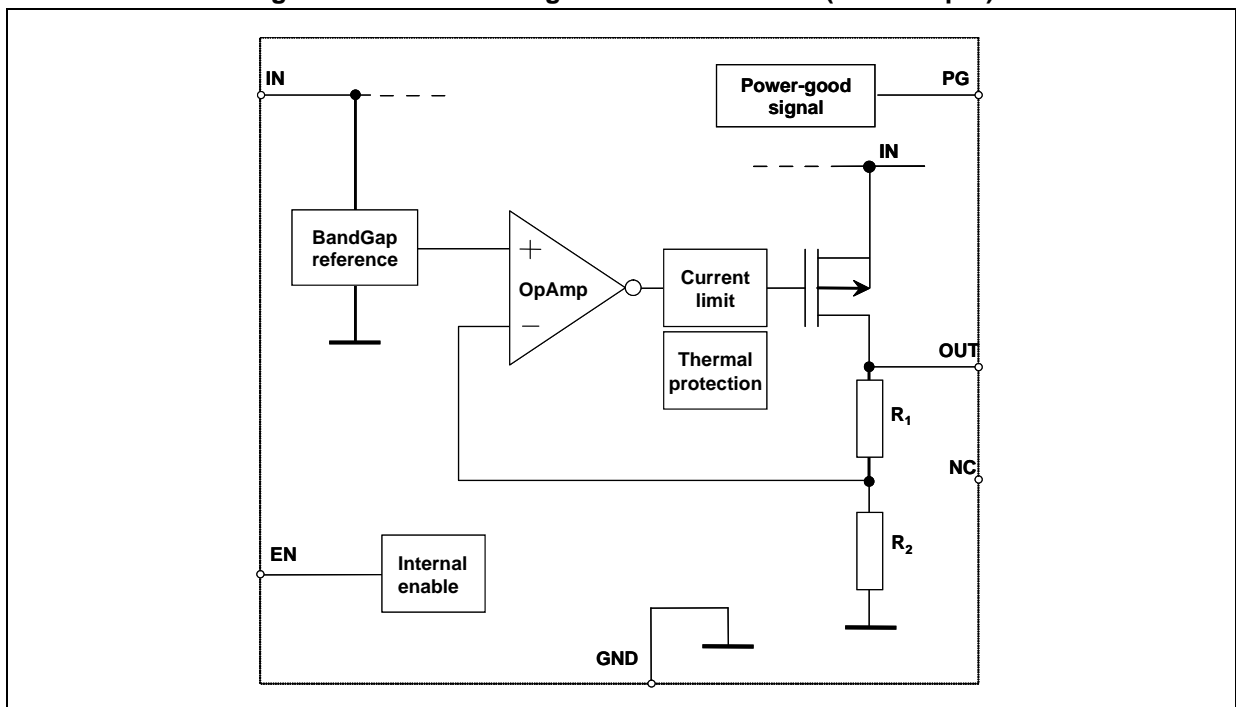 IN
PG
Power-good
signal
IN
BandGap
reference
+
OpAmp
−
Current
limit
Thermal
protection
OUT
R₁
NC
R₂
EN
Internal
enable
GND